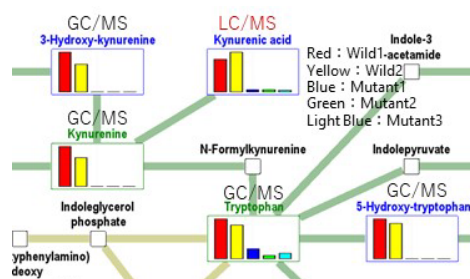 GC/MS
3-Hydroxy-kynurenine
LC/MS
Kynurenic acid
Indole-3
-acetamide
Red：Wild1
Yellow：Wild2
Blue：Mutant1
Green：Mutant2
Light Blue：Mutant3
GC/MS
Kynurenine
N-Formylkynurenine
Indolepyruvate
GC/MS
Tryptophan
GC/MS
5-Hydroxy-tryptophan
Indoleglycerol
phosphate
yphenylamino)
deoxy